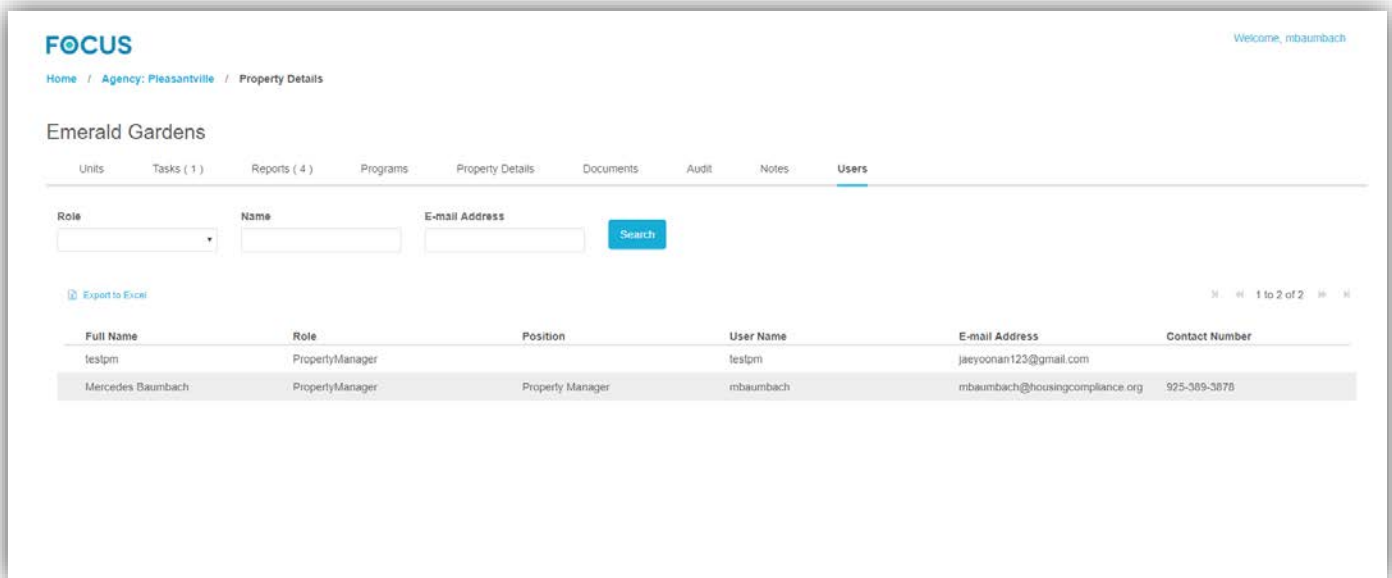 FOCUS
Welcome, mbaumbach
Home / Agency: Pleasantville / Property Details
Emerald Gardens
Units Tasks ( 1 ) Reports ( 4 ) Programs Property Details Documents Audit Notes Users
Role Name E-mail Address
Search
Export to Excel 1 to 2 of 2
Full Name Role Position User Name E-mail Address Contact Number
testpm PropertyManager testpm jaeyoonan123@gmail.com
Mercedes Baumbach PropertyManager Property Manager mbaumbach mbaumbach@housingcompliance.org 925-389-3878